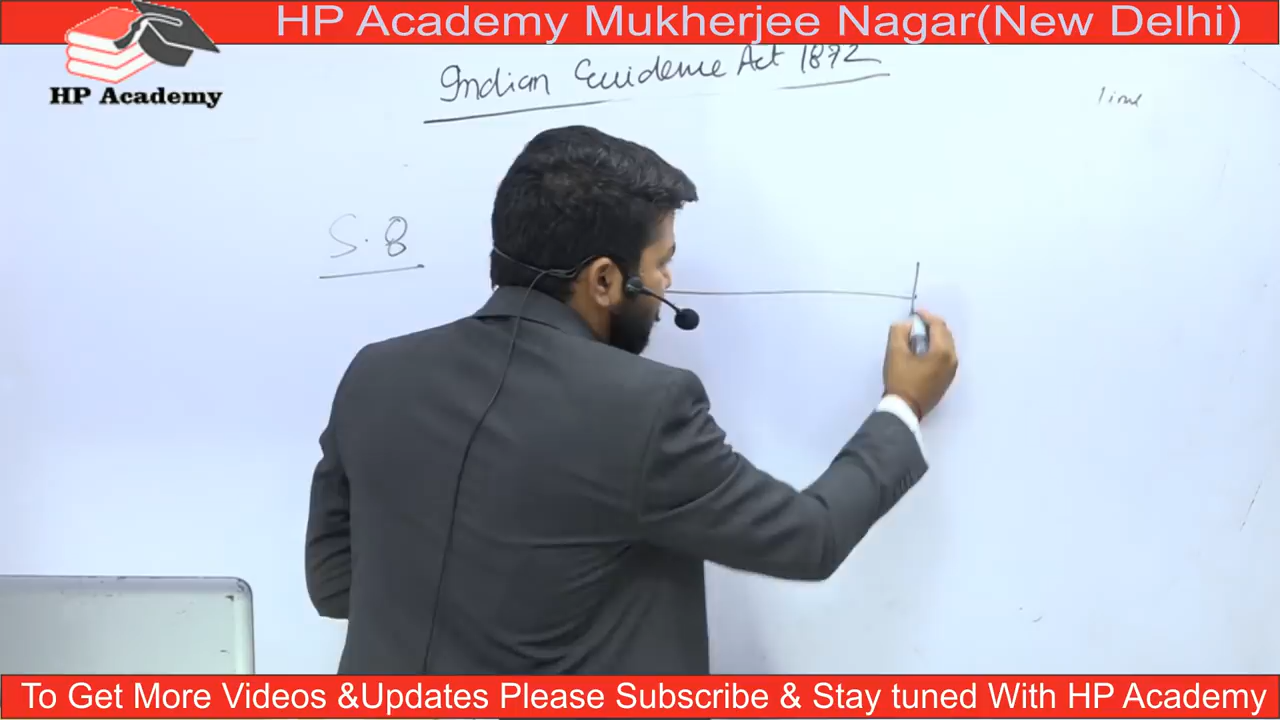 HP Academy Mukherjee Nagar(New Delhi)
HP Academy
Indian Evidence Act 1872
Time
S. 8
To Get More Videos &Updates Please Subscribe & Stay tuned With HP Academy